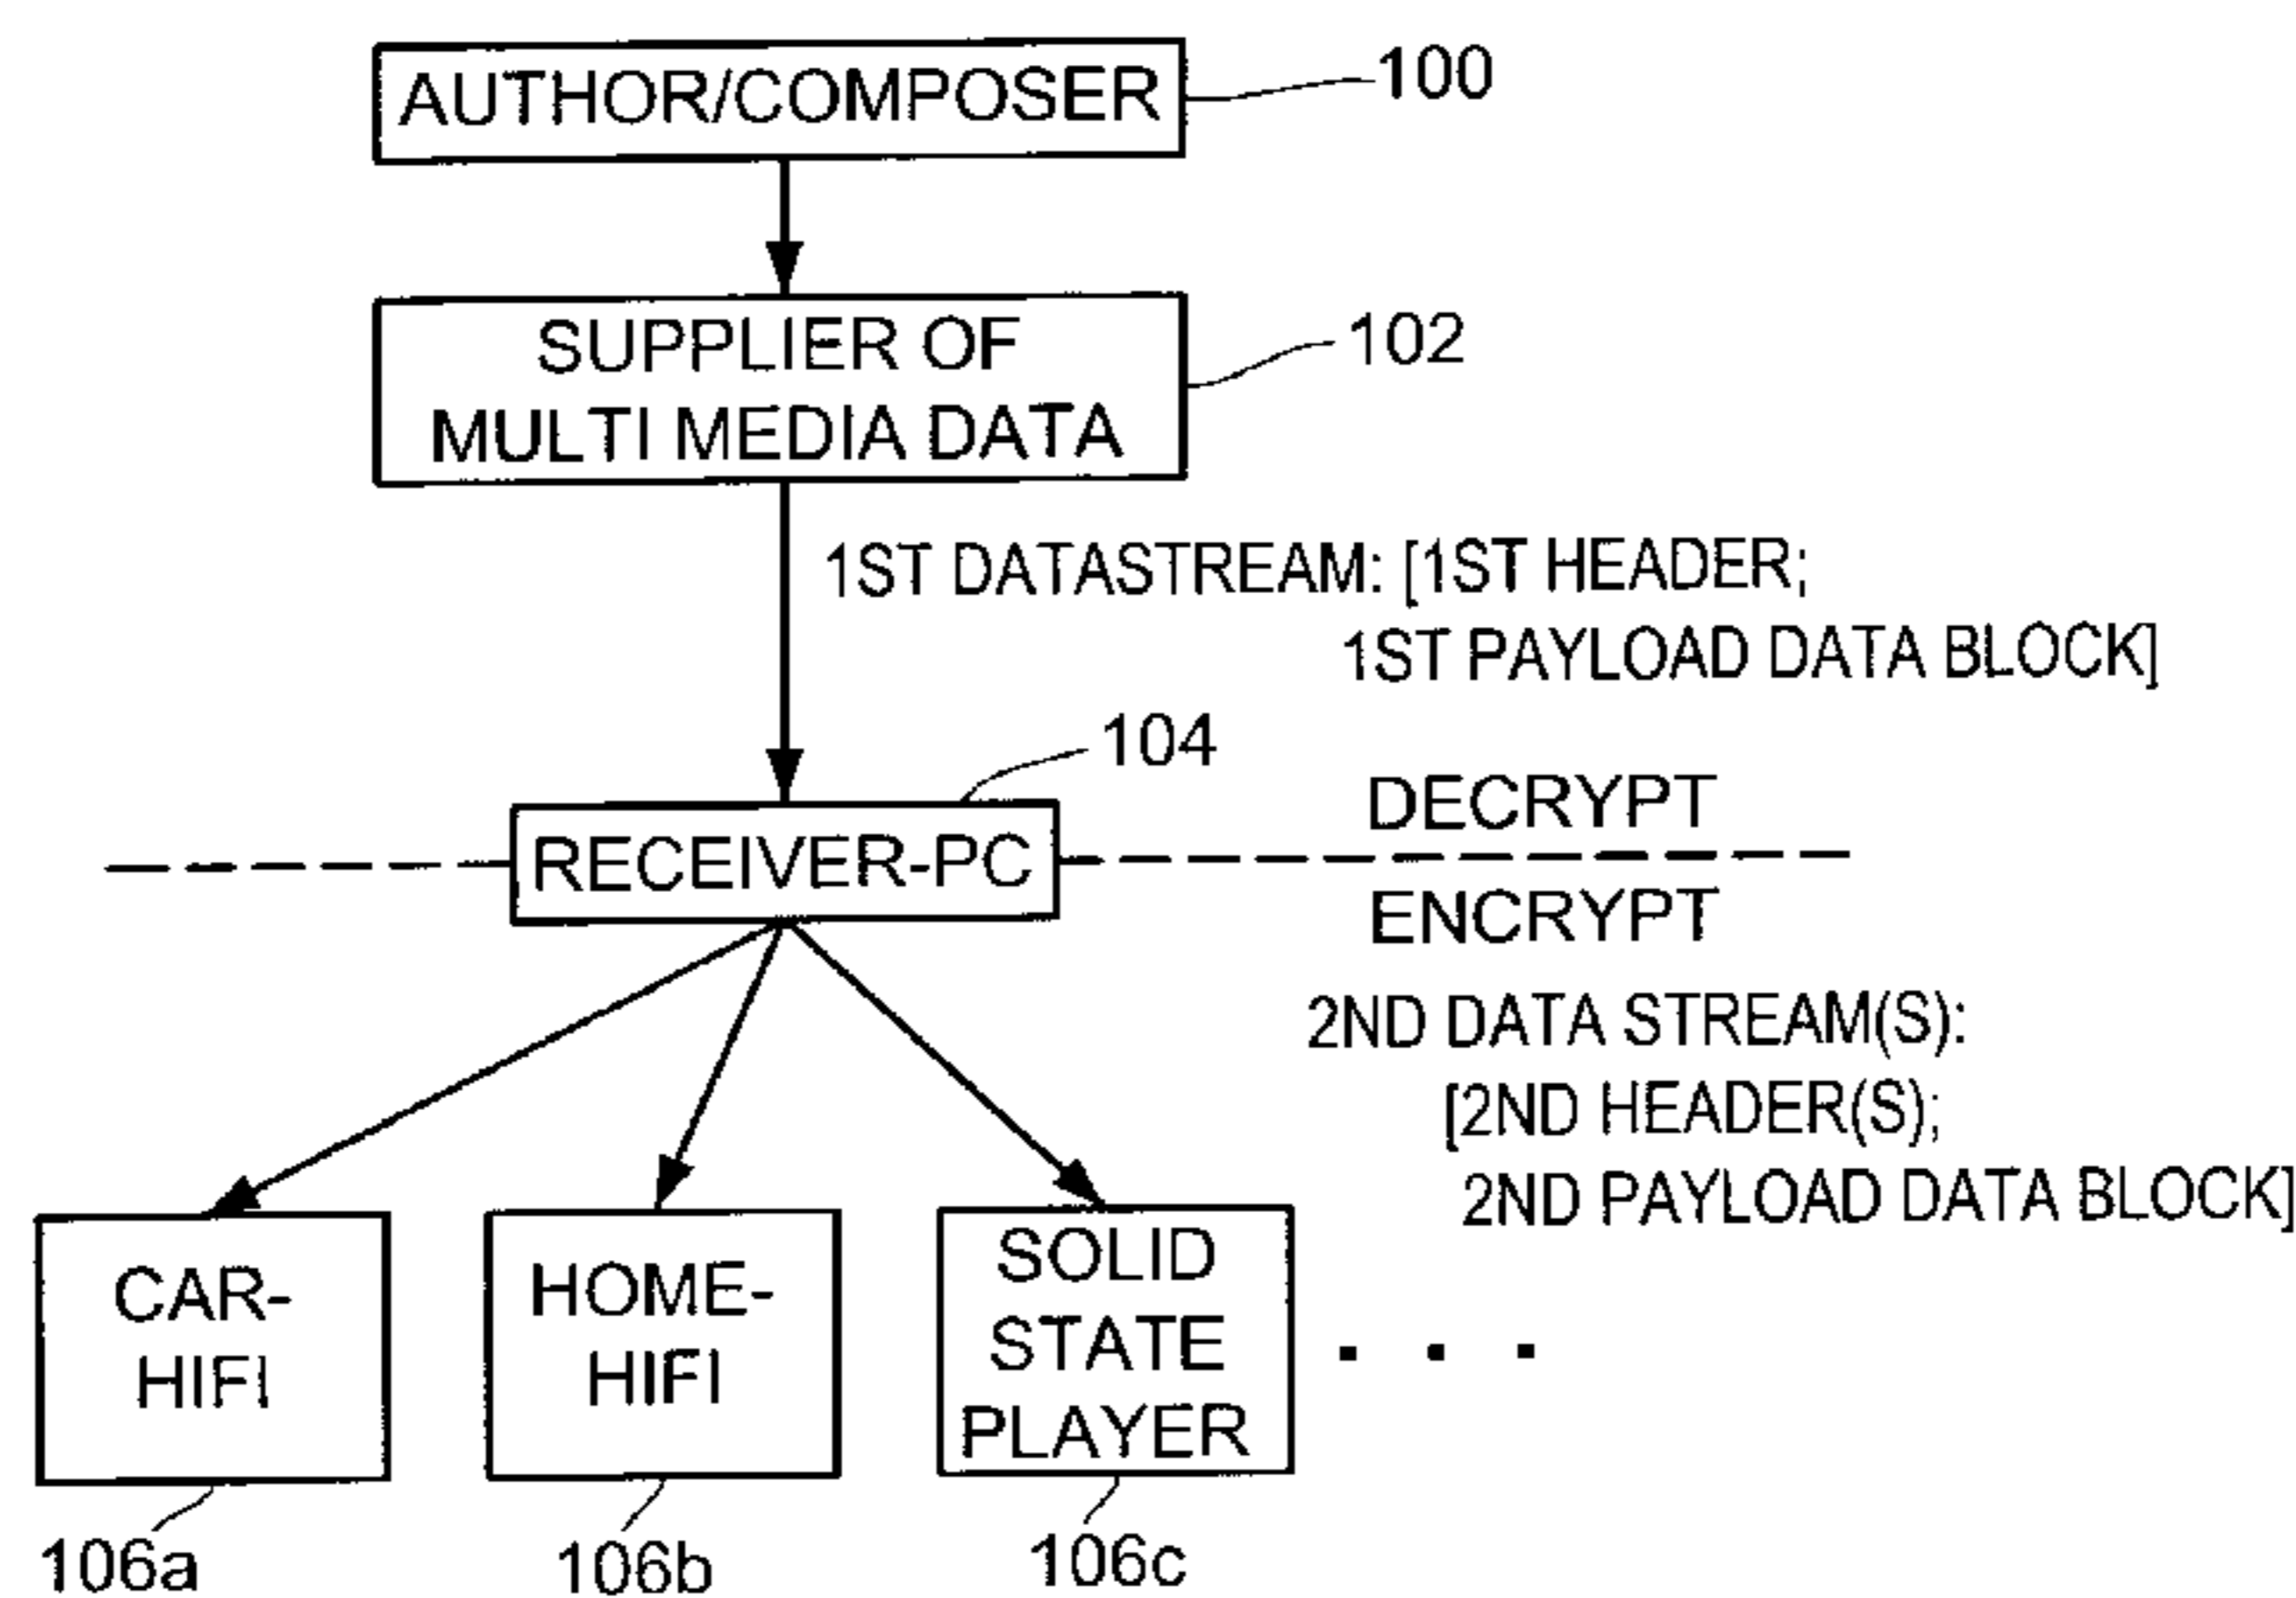 AUTHOR/COMPOSER
100
SUPPLIER OF
MULTI MEDIA DATA
102
1ST DATASTREAM: [1ST HEADER;
1ST PAYLOAD DATA BLOCK]
104
RECEIVER-PC
DECRYPT
ENCRYPT
2ND DATA STREAM(S):
[2ND HEADER(S);
2ND PAYLOAD DATA BLOCK]
CAR-
HIFI
HOME-
HIFI
SOLID
STATE
PLAYER
. . .
106a
106b
106c